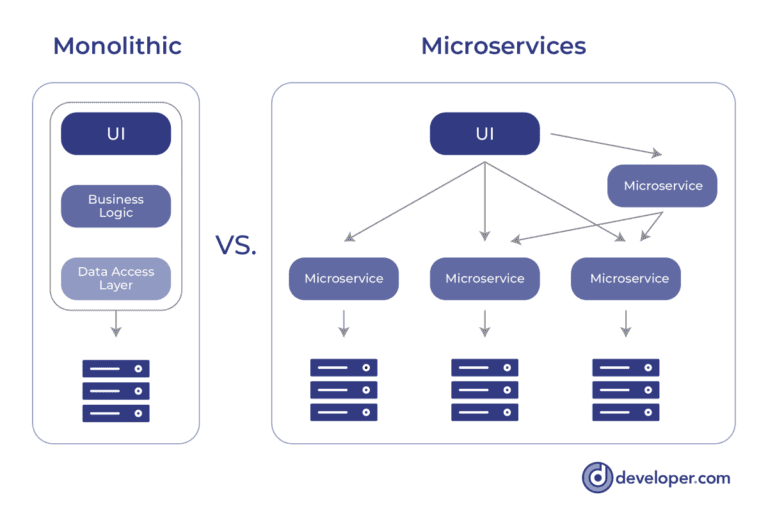 Monolithic
Microservices
UI
Business
Logic
Data Access
Layer
VS.
UI
Microservice
Microservice
Microservice
Microservice
developer.com